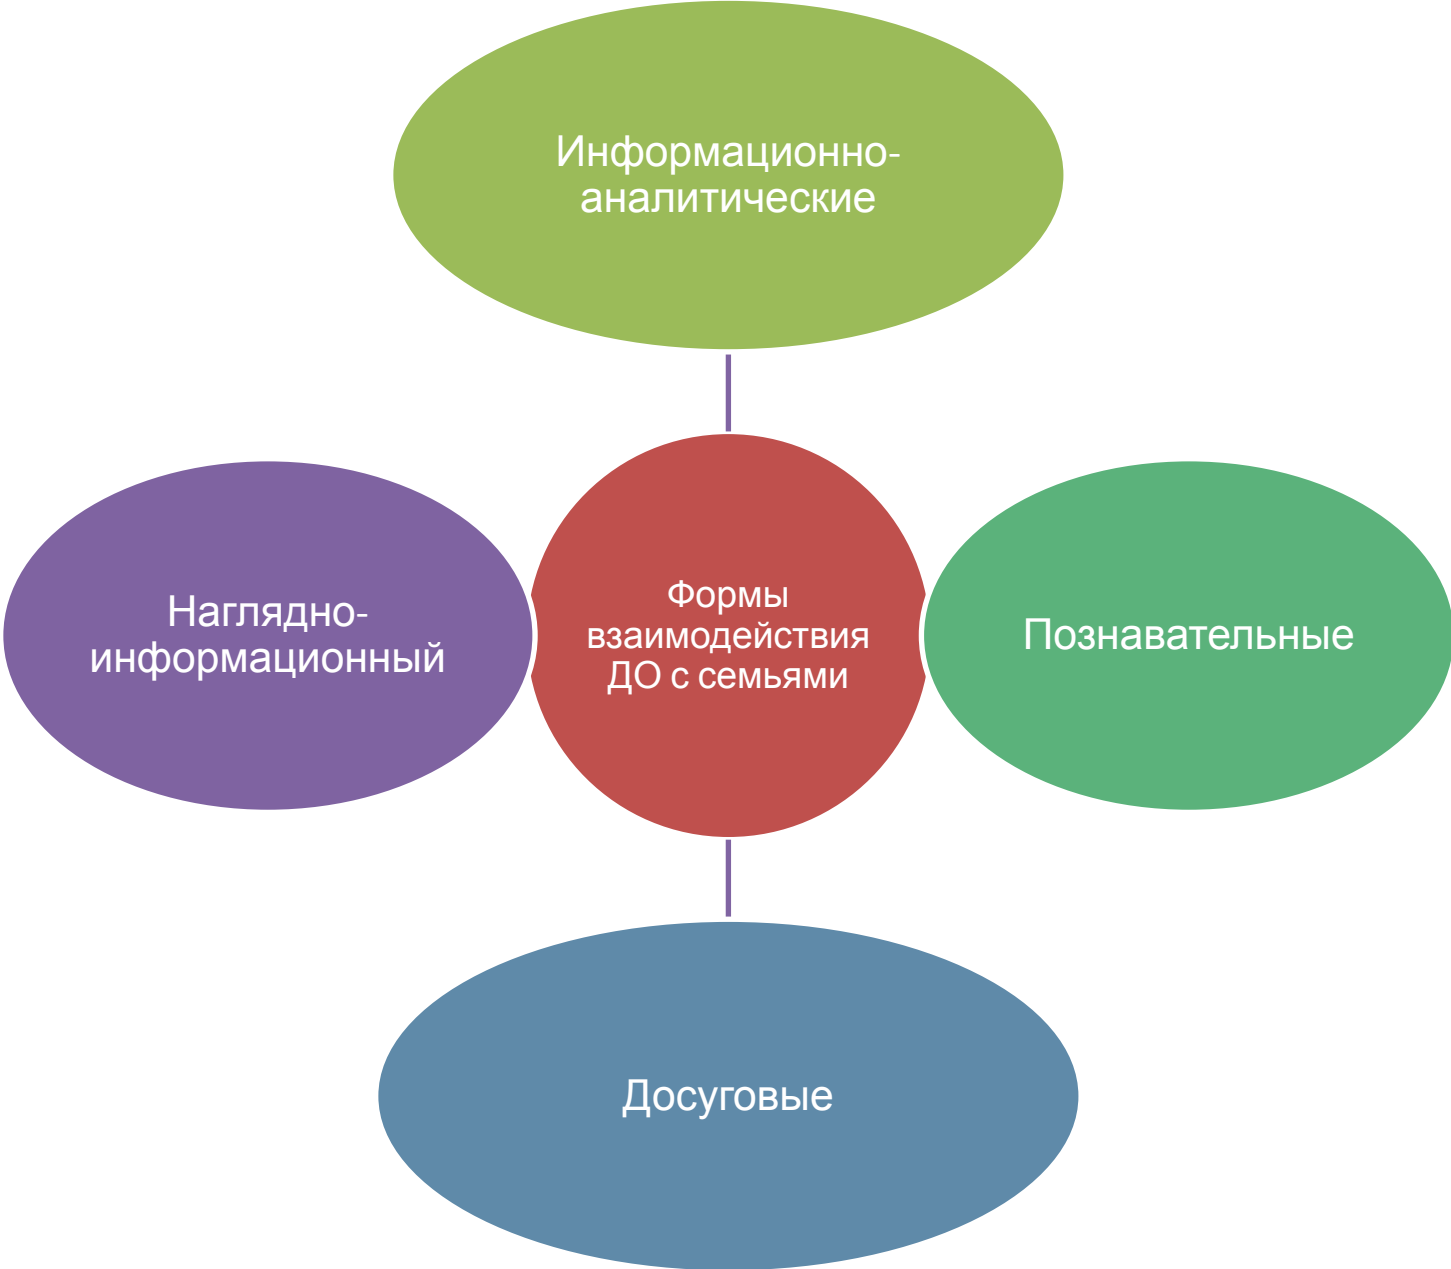 Информационно-
аналитические
Формы
взаимодействия
ДО с семьями
Наглядно-
информационный
Познавательные
Досуговые